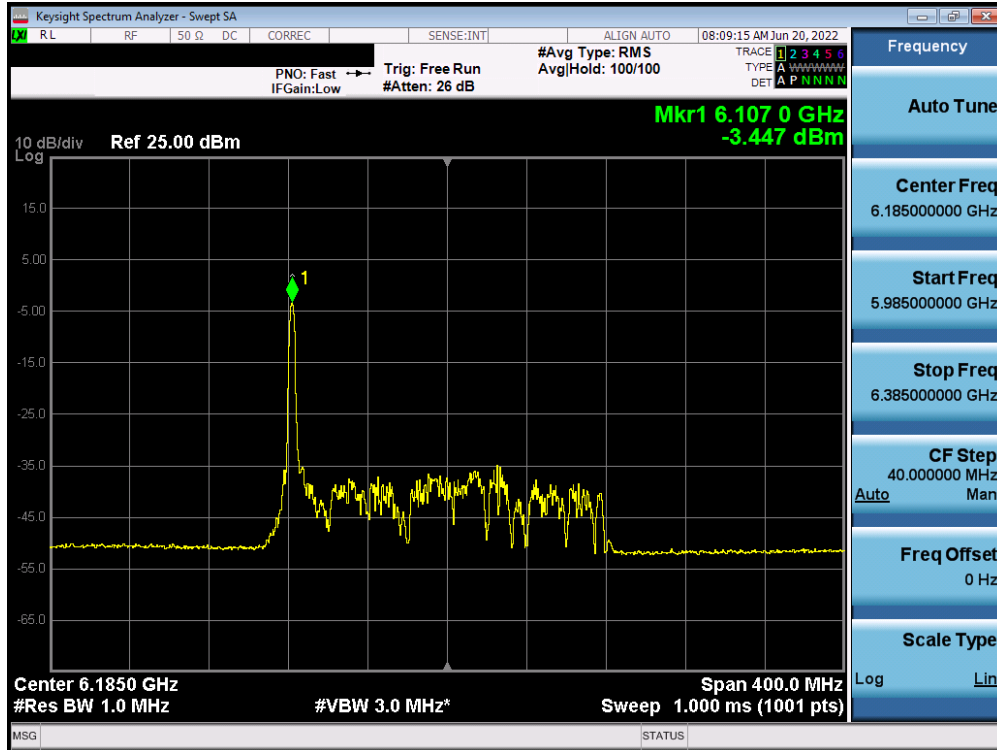 Keysight Spectrum Analyzer - Swept SA
LXI RL RF 50 Ω DC CORREC SENSE:INT ALIGN AUTO 08:09:15 AM Jun 20, 2022
PNO: Fast
IFGain:Low
Trig: Free Run
#Atten: 26 dB
#Avg Type: RMS
Avg|Hold: 100/100
TRACE 1 2 3 4 5 6
TYPE A WWWWW
DET A P N N N N
Mkr1 6.107 0 GHz
-3.447 dBm
10 dB/div Ref 25.00 dBm
Log
15.0
5.00
-5.00
-15.0
-25.0
-35.0
-45.0
-55.0
-65.0
1
Center 6.1850 GHz Span 400.0 MHz
#Res BW 1.0 MHz #VBW 3.0 MHz* Sweep 1.000 ms (1001 pts)
MSG STATUS
Frequency
Auto Tune
Center Freq
6.185000000 GHz
Start Freq
5.985000000 GHz
Stop Freq
6.385000000 GHz
CF Step
40.000000 MHz
Auto Man
Freq Offset
0 Hz
Scale Type
Log Lin